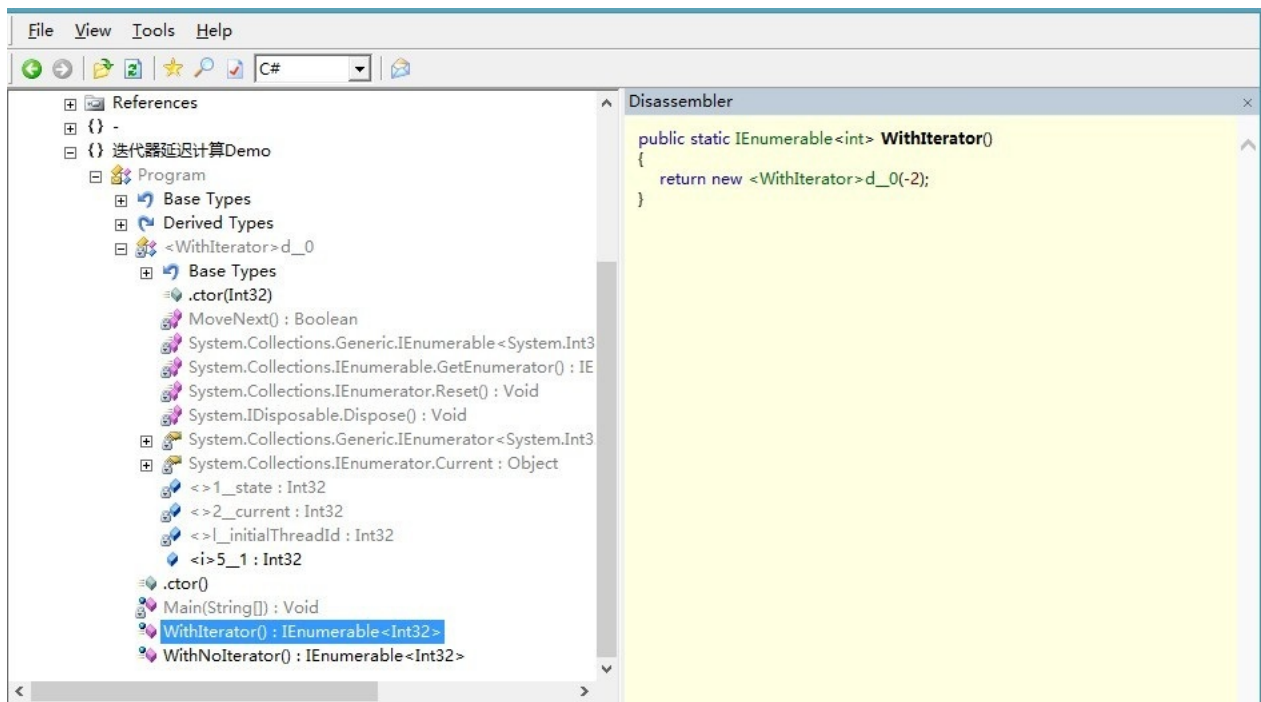 File View Tools Help
C#
References
{} -
{} 迭代器延迟计算Demo
Program
Base Types
Derived Types
<WithIterator>d__0
Base Types
.ctor(Int32)
MoveNext() : Boolean
System.Collections.Generic.IEnumerable<System.Int3
System.Collections.IEnumerable.GetEnumerator() : IE
System.Collections.IEnumerator.Reset() : Void
System.IDisposable.Dispose() : Void
System.Collections.Generic.IEnumerator<System.Int3
System.Collections.IEnumerator.Current : Object
<>1__state : Int32
<>2__current : Int32
<>l__initialThreadId : Int32
<i>5__1 : Int32
.ctor()
Main(String[]) : Void
WithIterator() : IEnumerable<Int32>
WithNoIterator() : IEnumerable<Int32>
Disassembler
public static IEnumerable<int> WithIterator()
{
return new <WithIterator>d__0(-2);
}